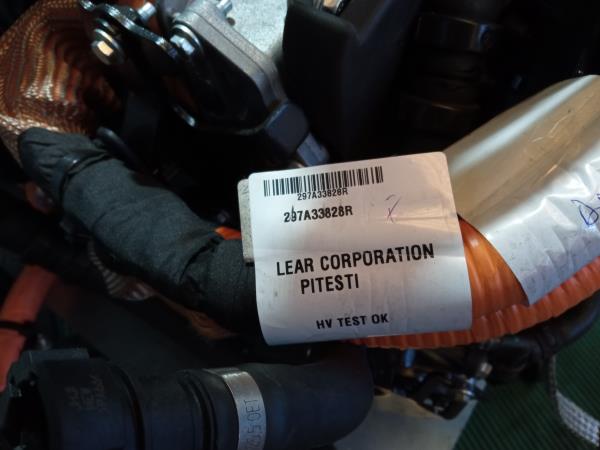 297A33828R
297A33828R
LEAR CORPORATION
PITESTI
HV TEST OK